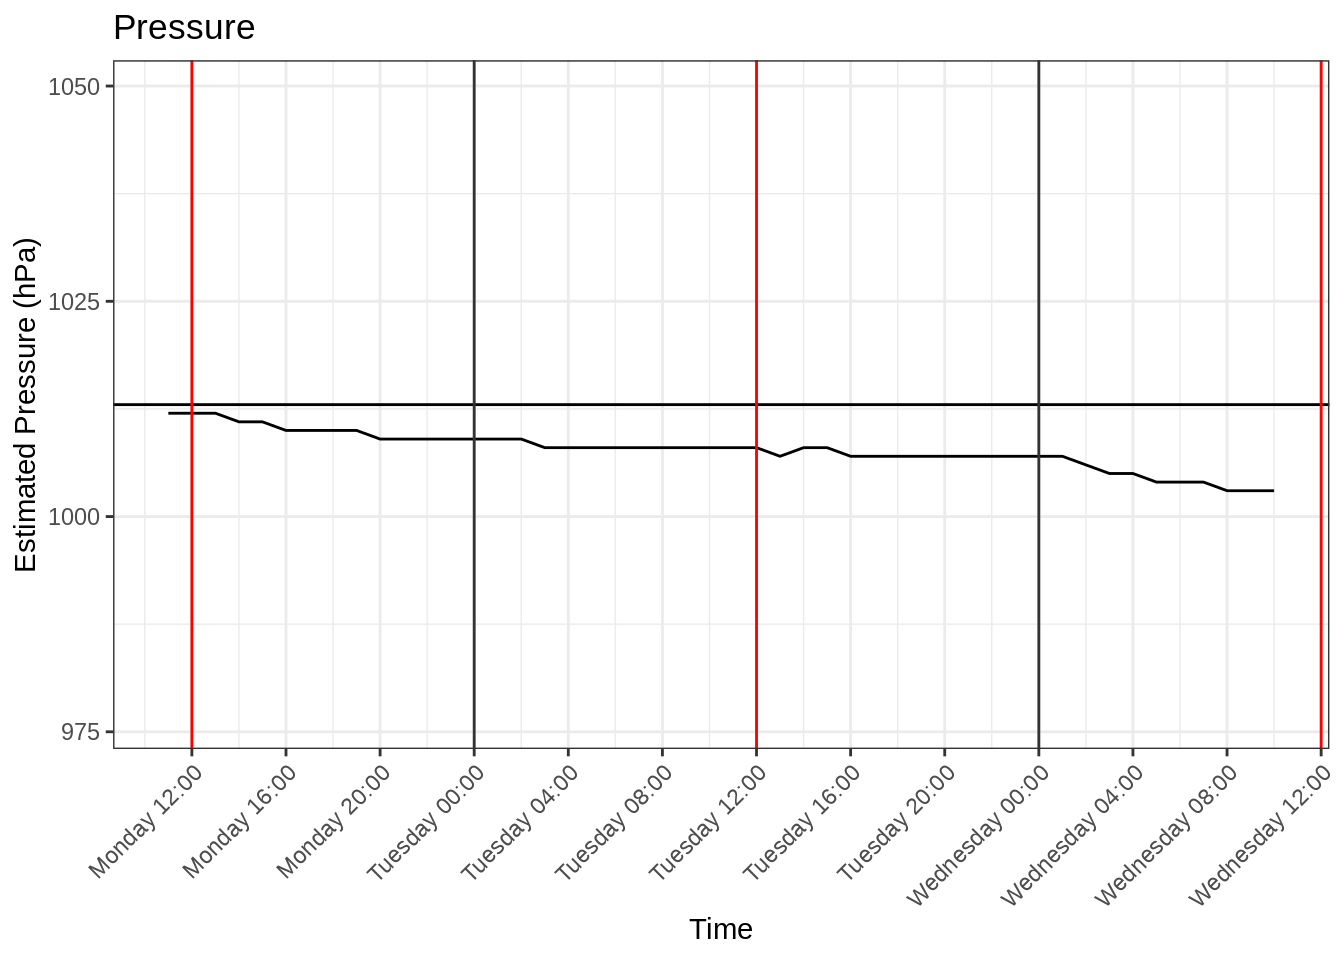 Pressure
Estimated Pressure (hPa)
1050
1025
1000
975
Monday 12:00
Monday 16:00
Monday 20:00
Tuesday 00:00
Tuesday 04:00
Tuesday 08:00
Tuesday 12:00
Tuesday 16:00
Tuesday 20:00
Wednesday 00:00
Wednesday 04:00
Wednesday 08:00
Wednesday 12:00
Time